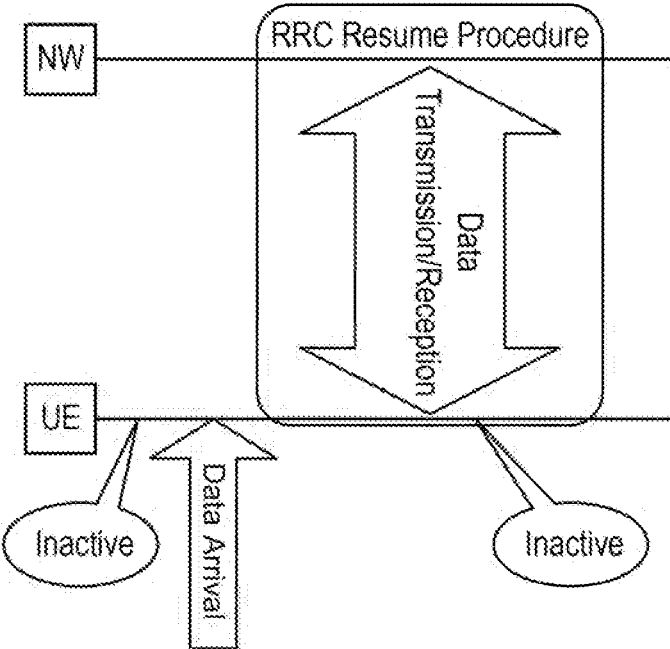 RRC Resume Procedure
NW
Data
Transmission/Reception
UE
Inactive
Data Arrival
Inactive